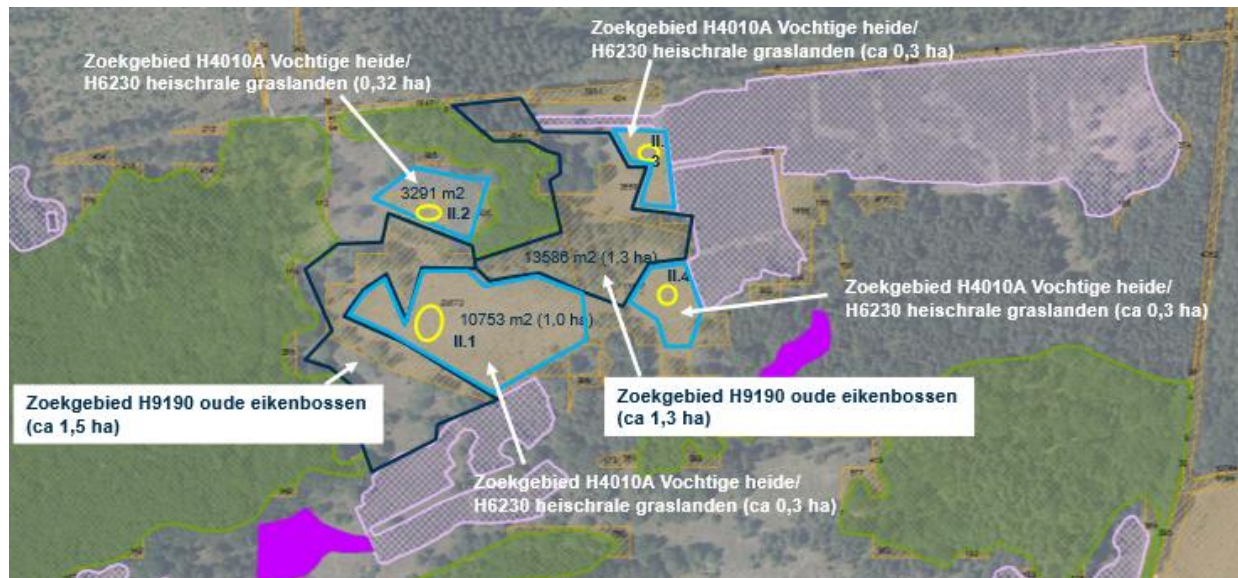 Zoekgebied H4010A Vochtige heide/
H6230 heischrale graslanden (0,32 ha)
Zoekgebied H4010A Vochtige heide/
H6230 heischrale graslanden (ca 0,3 ha)
II.
3
3291 m2
II.2
13586 m2 (1,3 ha)
II.4
Zoekgebied H4010A Vochtige heide/
H6230 heischrale graslanden (ca 0,3 ha)
10753 m2 (1,0 ha)
II.1
Zoekgebied H9190 oude eikenbossen
(ca 1,5 ha)
Zoekgebied H9190 oude eikenbossen
(ca 1,3 ha)
Zoekgebied H4010A Vochtige heide/
H6230 heischrale graslanden (ca 0,3 ha)